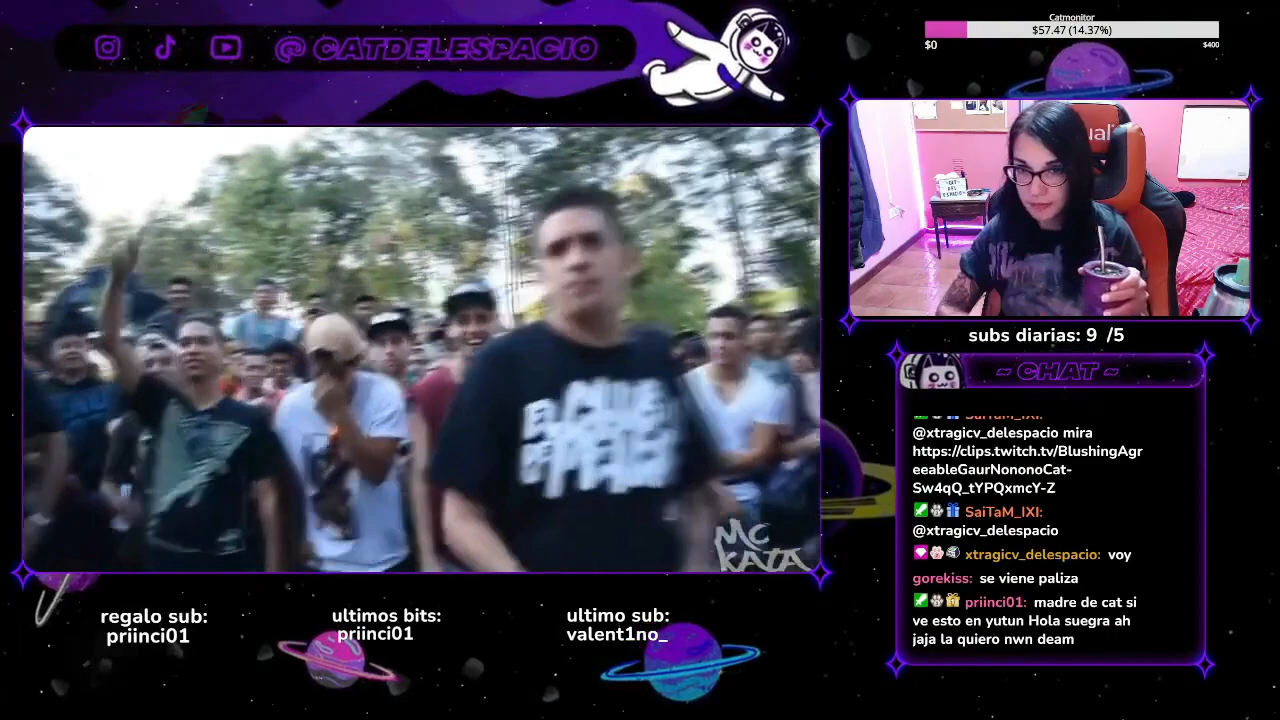 @ CATDELESPACIO
Catmonitor
$57.47 (14.37%)
$0
$400
MC
KATA
subs diarias: 9 /5
~ CHAT ~
SaiTaM_IXI:
@xtragicv_delespacio mira
https://clips.twitch.tv/BlushingAgr
eeableGaurNononoCat-
Sw4qQ_tYPQxmcY-Z
SaiTaM_IXI:
@xtragicv_delespacio
xtragicv_delespacio: voy
gorekiss: se viene paliza
priinci01: madre de cat si
ve esto en yutun Hola suegra ah
jaja la quiero nwn deam
regalo sub:
priinci01
ultimos bits:
priinci01
ultimo sub:
valent1no_